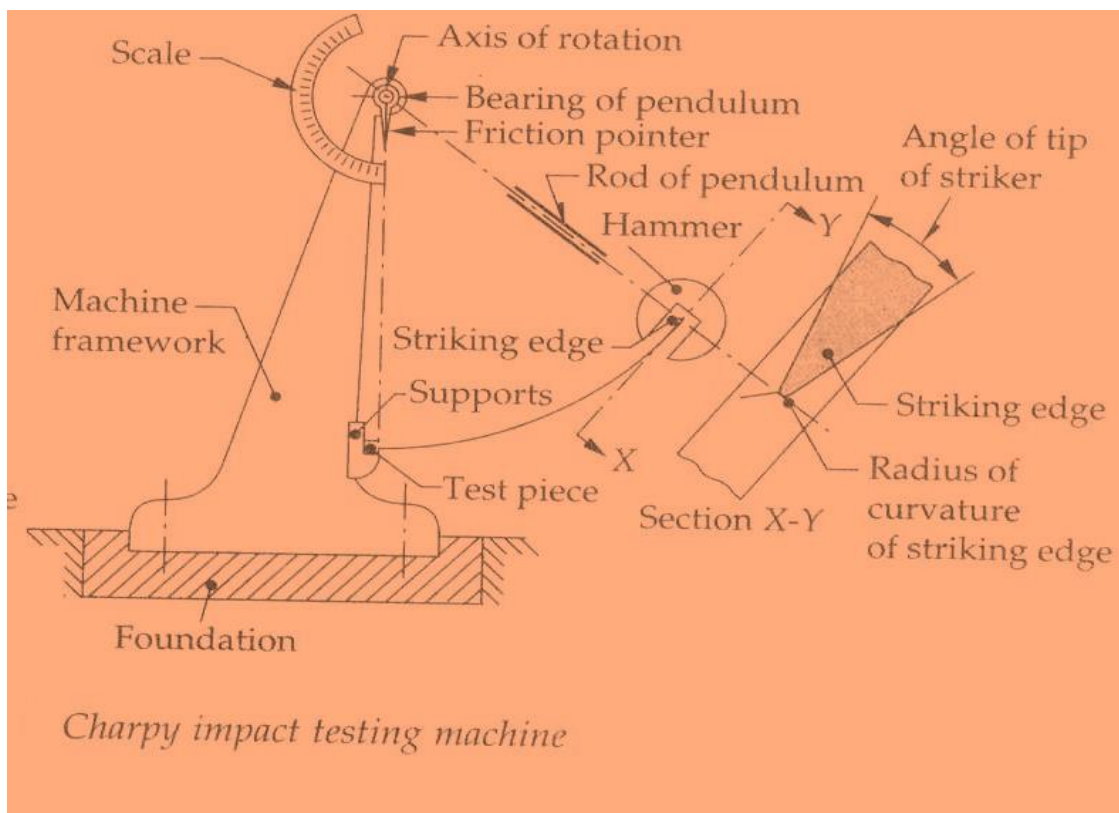 Scale
Axis of rotation
Bearing of pendulum
Friction pointer
Angle of tip
of striker
Rod of pendulum
Hammer
Y
Machine
framework
Striking edge
Supports
Striking edge
X
Test piece
Radius of
curvature
of striking edge
Section X-Y
e
Foundation
Charpy impact testing machine